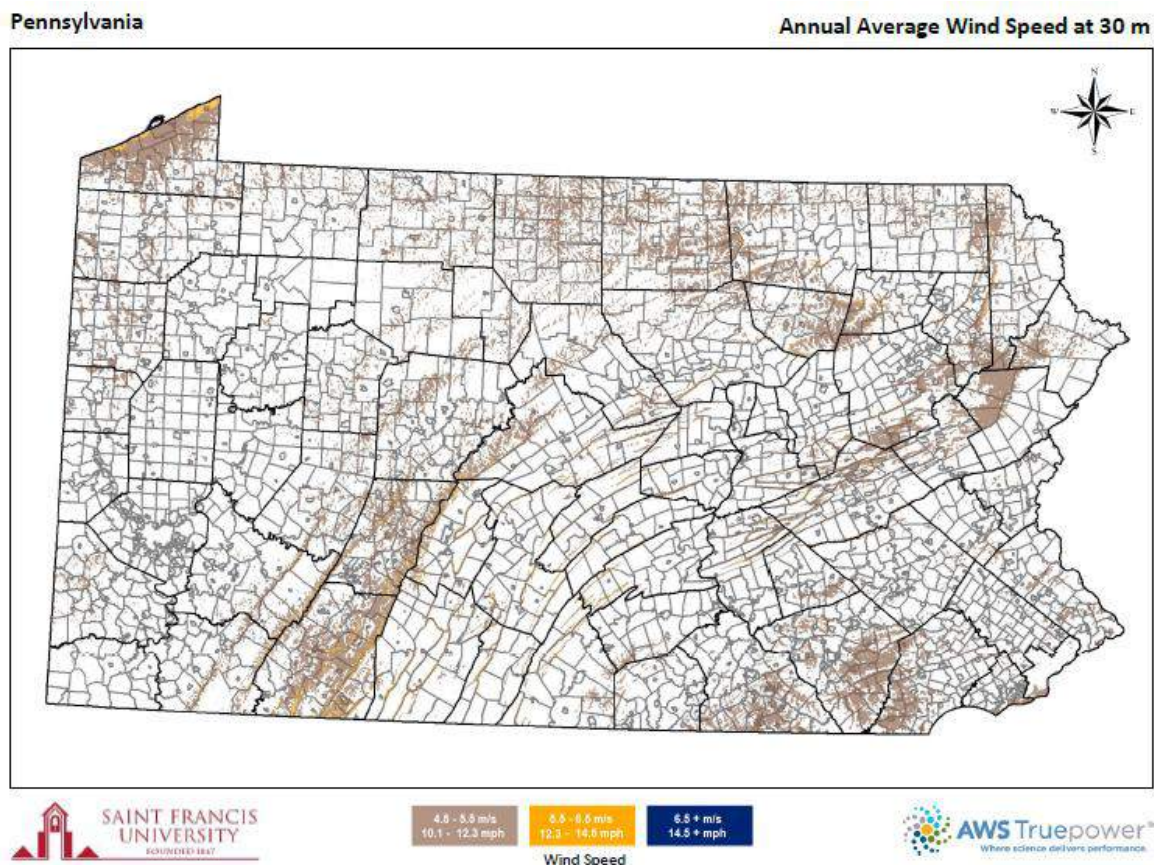 Pennsylvania
Annual Average Wind Speed at 30 m
N
W
E
S
SAINT FRANCIS
UNIVERSITY
FOUNDED 1847
4.5 - 5.5 m/s
10.1 - 12.3 mph
5.5 - 6.5 m/s
12.3 - 14.5 mph
6.5 + m/s
14.5 + mph
Wind Speed
AWS Truepower®
Where science delivers performance.